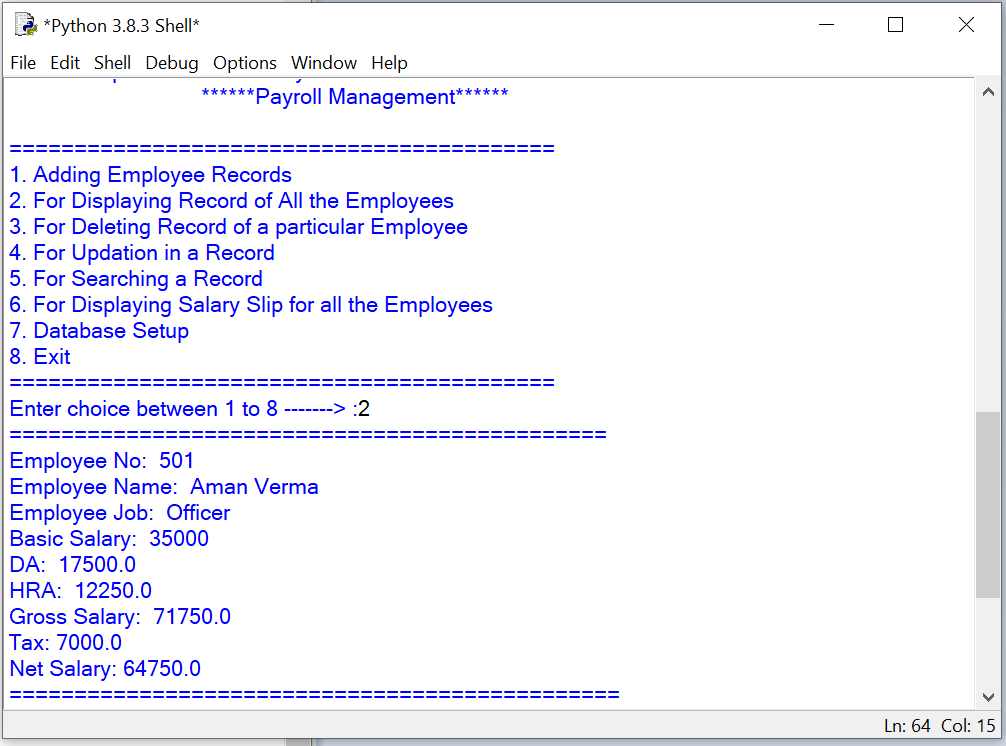 *Python 3.8.3 Shell*
File Edit Shell Debug Options Window Help
******Payroll Management******
==========================================
1. Adding Employee Records
2. For Displaying Record of All the Employees
3. For Deleting Record of a particular Employee
4. For Updation in a Record
5. For Searching a Record
6. For Displaying Salary Slip for all the Employees
7. Database Setup
8. Exit
==========================================
Enter choice between 1 to 8 -------> :2
==============================================
Employee No:  501
Employee Name:  Aman Verma
Employee Job:  Officer
Basic Salary:  35000
DA:  17500.0
HRA:  12250.0
Gross Salary:  71750.0
Tax: 7000.0
Net Salary: 64750.0
===============================================
Ln: 64 Col: 15